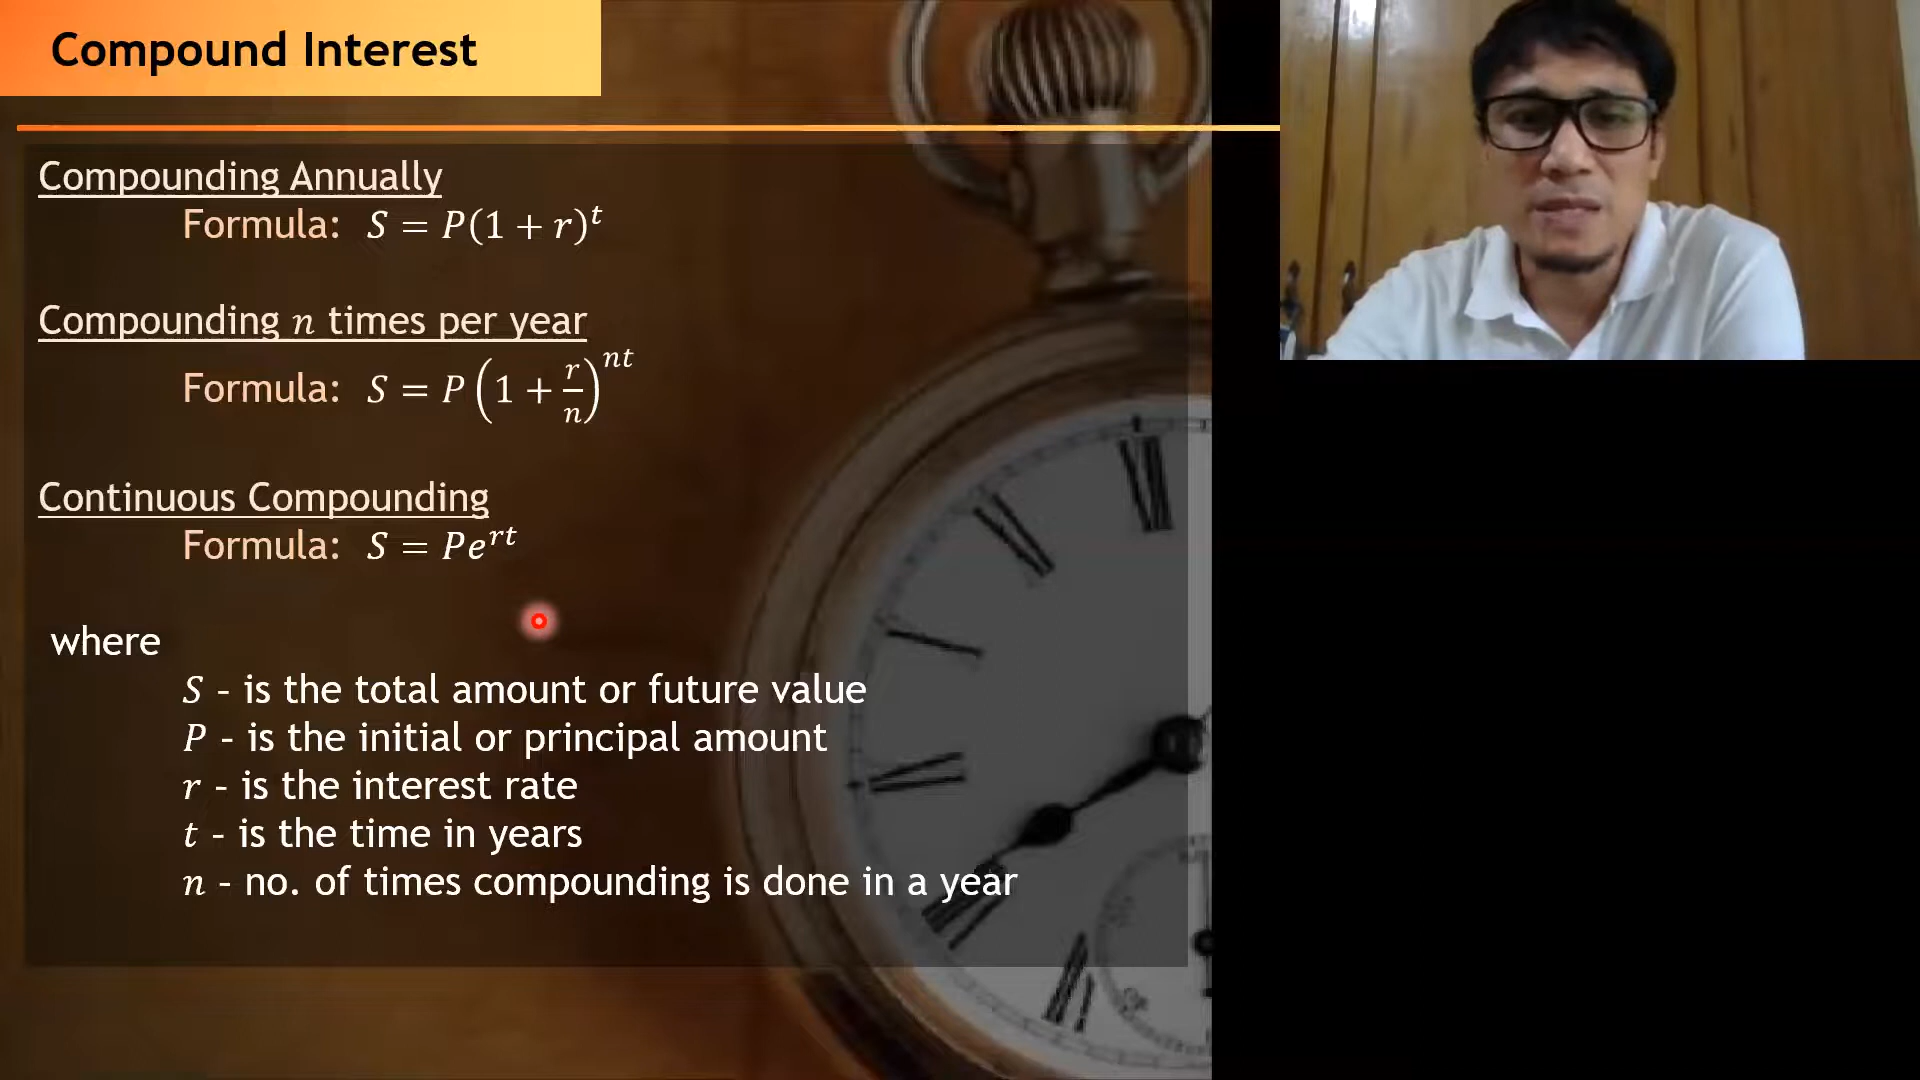 Compound Interest
Compounding Annually
Formula: S = P(1 + r)^t
Compounding n times per year
Formula: S = P(1 + r/n)^nt
Continuous Compounding
Formula: S = Pe^rt
where
S – is the total amount or future value
P – is the initial or principal amount
r – is the interest rate
t – is the time in years
n – no. of times compounding is done in a year